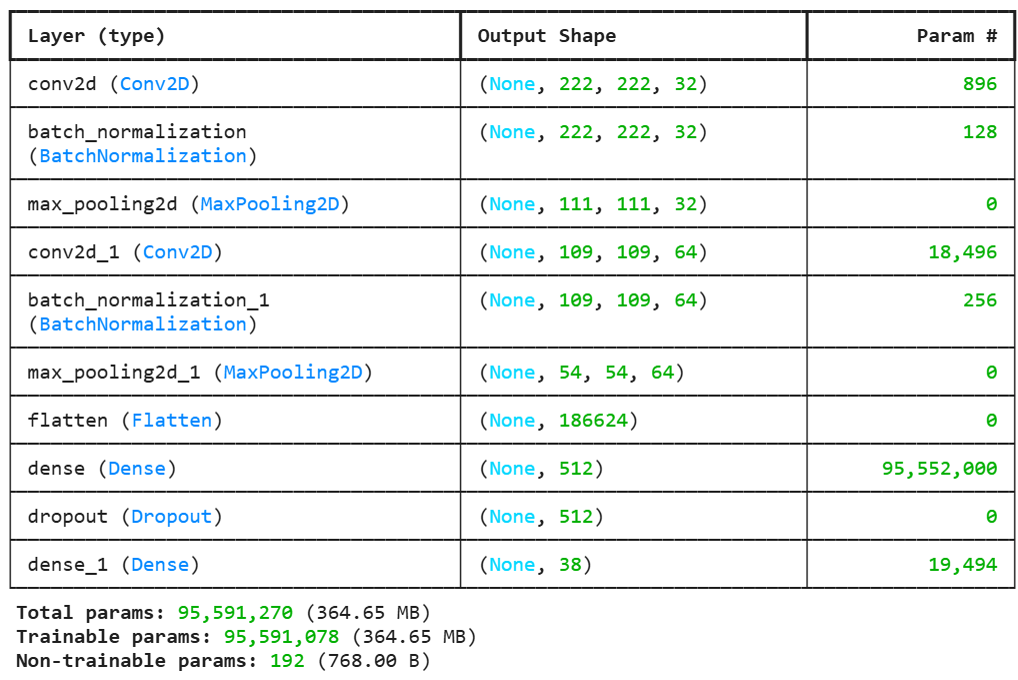 Layer (type) Output Shape Param #
conv2d (Conv2D) (None, 222, 222, 32) 896
batch_normalization (None, 222, 222, 32) 128
(BatchNormalization)
max_pooling2d (MaxPooling2D) (None, 111, 111, 32) 0
conv2d_1 (Conv2D) (None, 109, 109, 64) 18,496
batch_normalization_1 (None, 109, 109, 64) 256
(BatchNormalization)
max_pooling2d_1 (MaxPooling2D) (None, 54, 54, 64) 0
flatten (Flatten) (None, 186624) 0
dense (Dense) (None, 512) 95,552,000
dropout (Dropout) (None, 512) 0
dense_1 (Dense) (None, 38) 19,494
Total params: 95,591,270 (364.65 MB)
Trainable params: 95,591,078 (364.65 MB)
Non-trainable params: 192 (768.00 B)